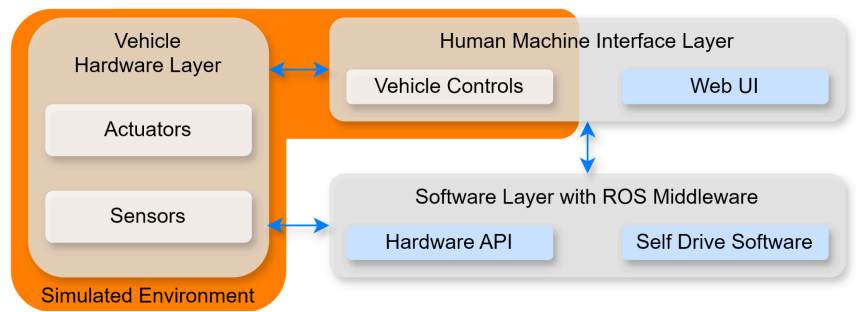 Vehicle
Hardware Layer
Actuators
Sensors
Simulated Environment
Human Machine Interface Layer
Vehicle Controls
Web UI
Software Layer with ROS Middleware
Hardware API
Self Drive Software